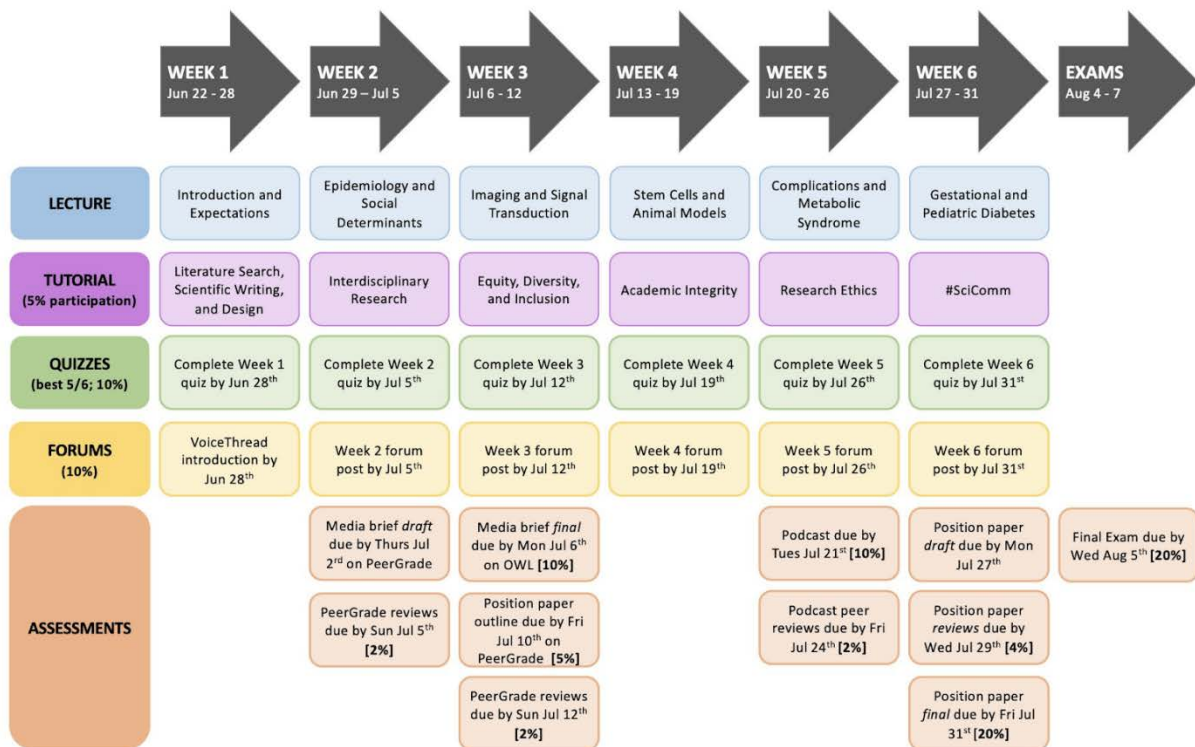 WEEK 1
Jun 22 - 28
WEEK 2
Jun 29 – Jul 5
WEEK 3
Jul 6 - 12
WEEK 4
Jul 13 - 19
WEEK 5
Jul 20 - 26
WEEK 6
Jul 27 - 31
EXAMS
Aug 4 - 7
LECTURE
Introduction and
Expectations
Epidemiology and
Social
Determinants
Imaging and Signal
Transduction
Stem Cells and
Animal Models
Complications and
Metabolic
Syndrome
Gestational and
Pediatric Diabetes
TUTORIAL
(5% participation)
Literature Search,
Scientific Writing,
and Design
Interdisciplinary
Research
Equity, Diversity,
and Inclusion
Academic Integrity
Research Ethics
#SciComm
QUIZZES
(best 5/6; 10%)
Complete Week 1
quiz by Jun 28th
Complete Week 2
quiz by Jul 5th
Complete Week 3
quiz by Jul 12th
Complete Week 4
quiz by Jul 19th
Complete Week 5
quiz by Jul 26th
Complete Week 6
quiz by Jul 31st
FORUMS
(10%)
VoiceThread
introduction by
Jun 28th
Week 2 forum
post by Jul 5th
Week 3 forum
post by Jul 12th
Week 4 forum
post by Jul 19th
Week 5 forum
post by Jul 26th
Week 6 forum
post by Jul 31st
ASSESSMENTS
Media brief draft
due by Thurs Jul
2nd on PeerGrade
Media brief final
due by Mon Jul 6th
on OWL [10%]
Podcast due by
Tues Jul 21st [10%]
Position paper
draft due by Mon
Jul 27th
Final Exam due by
Wed Aug 5th [20%]
PeerGrade reviews
due by Sun Jul 5th
[2%]
Position paper
outline due by Fri
Jul 10th on
PeerGrade [5%]
Podcast peer
reviews due by Fri
Jul 24th [2%]
Position paper
reviews due by
Wed Jul 29th [4%]
PeerGrade reviews
due by Sun Jul 12th
[2%]
Position paper
final due by Fri Jul
31st [20%]